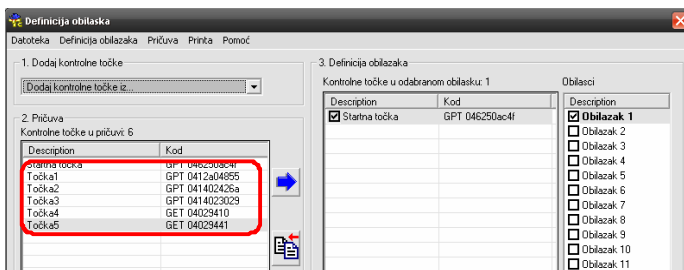 Definicija obilaska
Datoteka Definicija obilazaka Pričuva Printa Pomoć
1. Dodaj kontrolne točke
Dodaj kontrolne točke iz...
2. Pričuva
Kontrolne točke u pričuvi: 6
Description Kod
Startna točka GPT 046250ac4f
Točka1 GPT 0412a04855
Točka2 GPT 041402426a
Točka3 GPT 0414023029
Točka4 GET 04029410
Točka5 GET 04029441
3. Definicija obilazaka
Kontrolne točke u odabranom obilasku: 1
Description Kod
Startna točka GPT 046250ac4f
Obilasci
Description
Obilazak 1
Obilazak 2
Obilazak 3
Obilazak 4
Obilazak 5
Obilazak 6
Obilazak 7
Obilazak 8
Obilazak 9
Obilazak 10
Obilazak 11